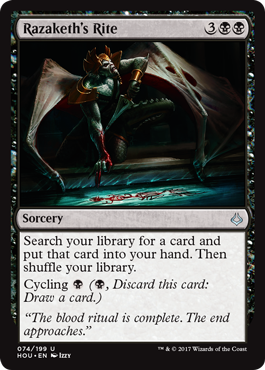 Razaketh's Rite 3
Sorcery
Search your library for a card and
put that card into your hand. Then
shuffle your library.
Cycling (, Discard this card:
Draw a card.)
"The blood ritual is complete. The end
approaches."
074/199 U
HOU • EN Izzy
™ & © 2017 Wizards of the Coast